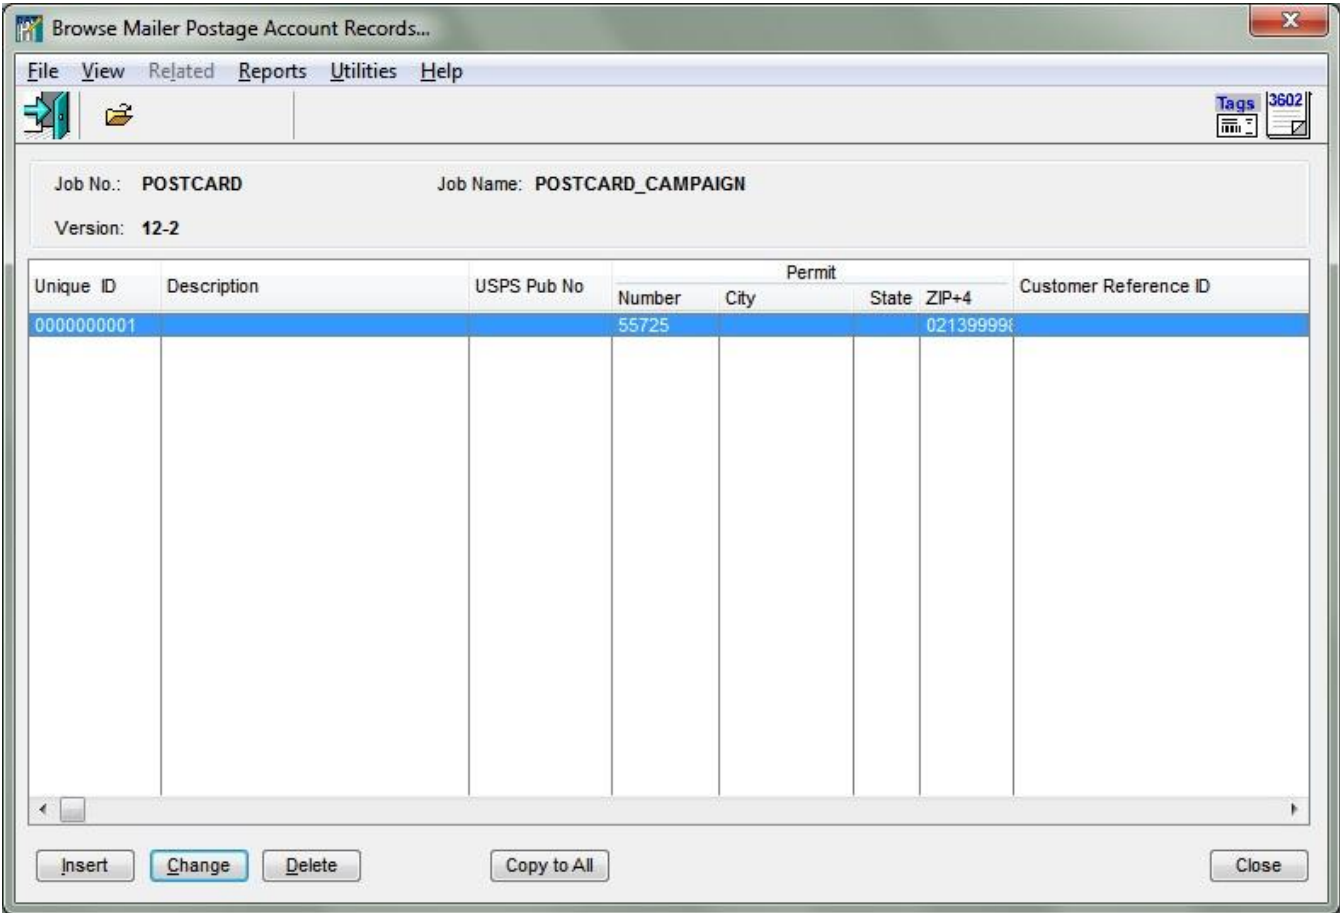 Browse Mailer Postage Account Records...
File View Related Reports Utilities Help
Tags 3602
Job No.: POSTCARD Job Name: POSTCARD_CAMPAIGN
Version: 12-2
Permit
Unique ID Description USPS Pub No Number City State ZIP+4 Customer Reference ID
0000000001 55725 021399998
Insert Change Delete Copy to All Close